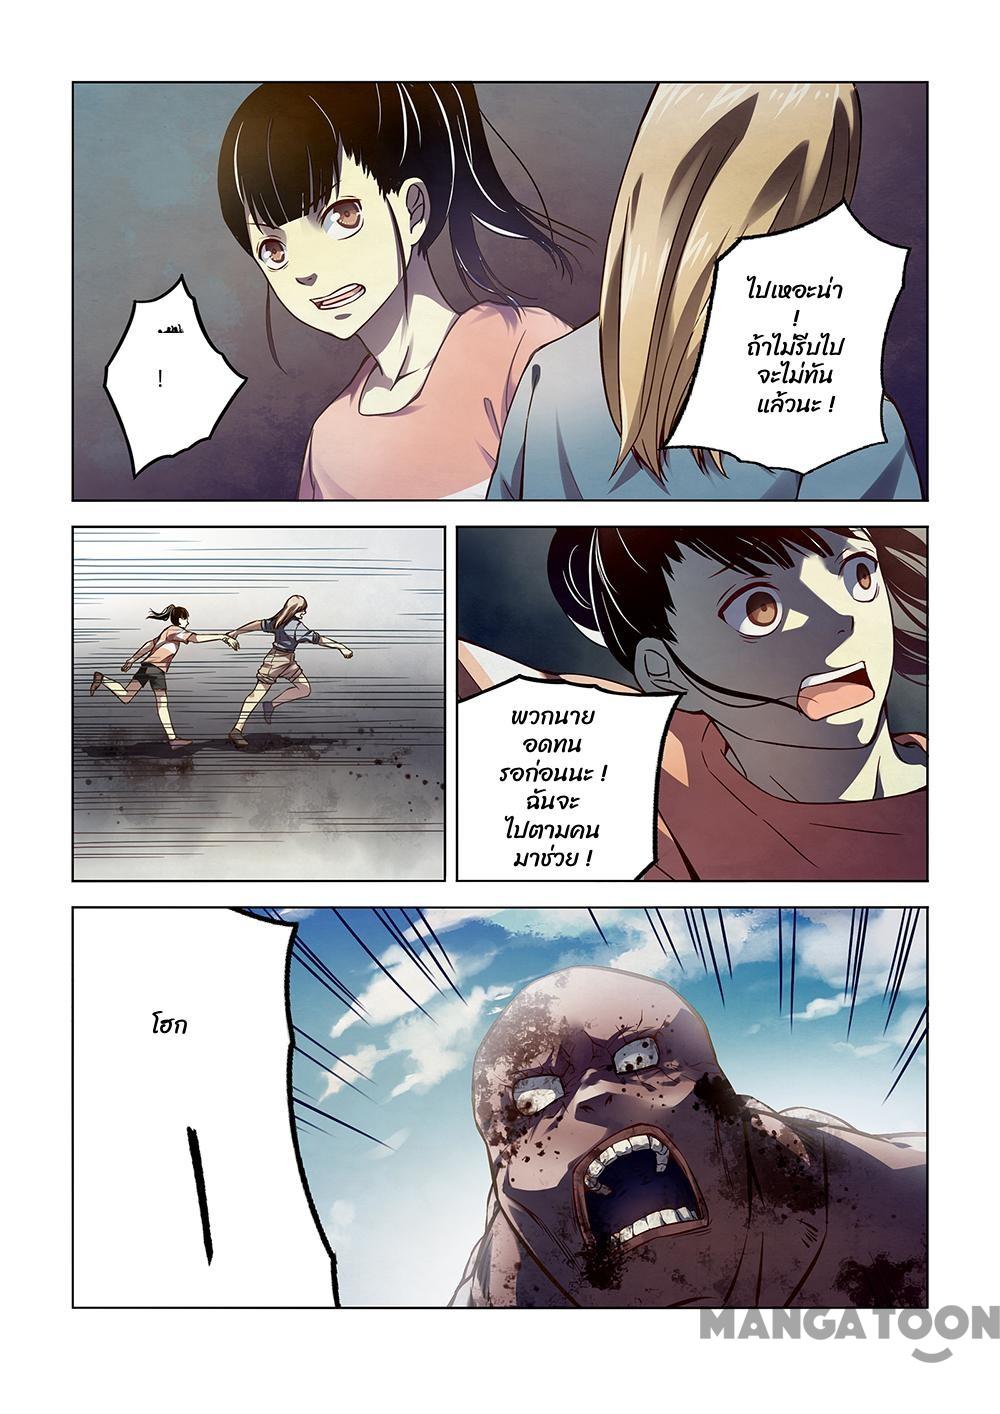 ไปเหอะน่า
!
ถ้าไม่รีบไป
จะไม่ทัน
แล้วนะ !
!
พวกนาย
อดทน
รอก่อนนะ !
ฉันจะ
ไปตามคน
มาช่วย !
โฮก
MANGATOON